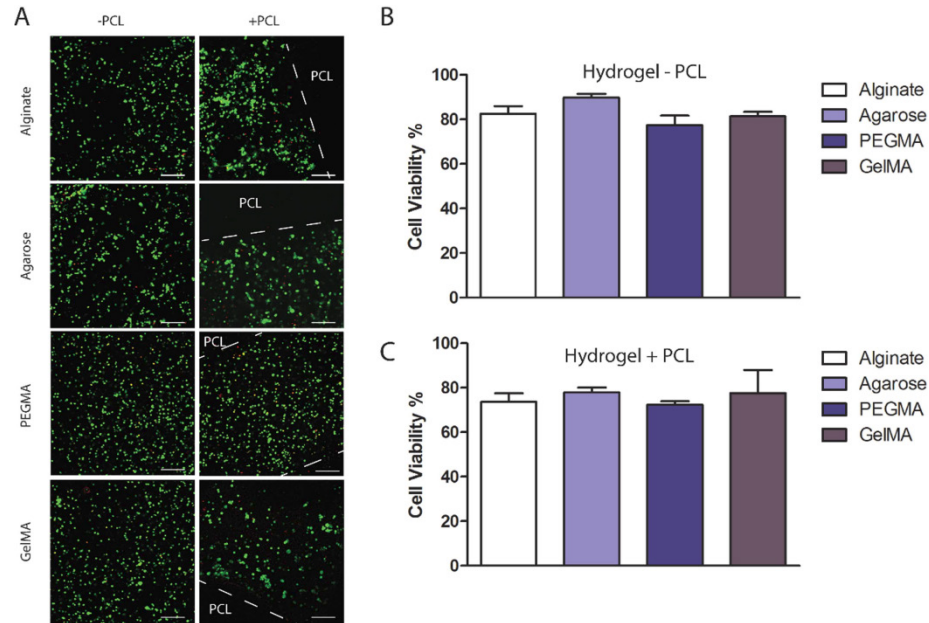 A
-PCL
+PCL
Alginate
PCL
Agarose
PCL
PEGMA
PCL
GelMA
PCL
B
Hydrogel - PCL
100
80
60
40
20
0
Cell Viability %
Alginate
Agarose
PEGMA
GelMA
C
Hydrogel + PCL
100
80
60
40
20
0
Cell Viability %
Alginate
Agarose
PEGMA
GelMA